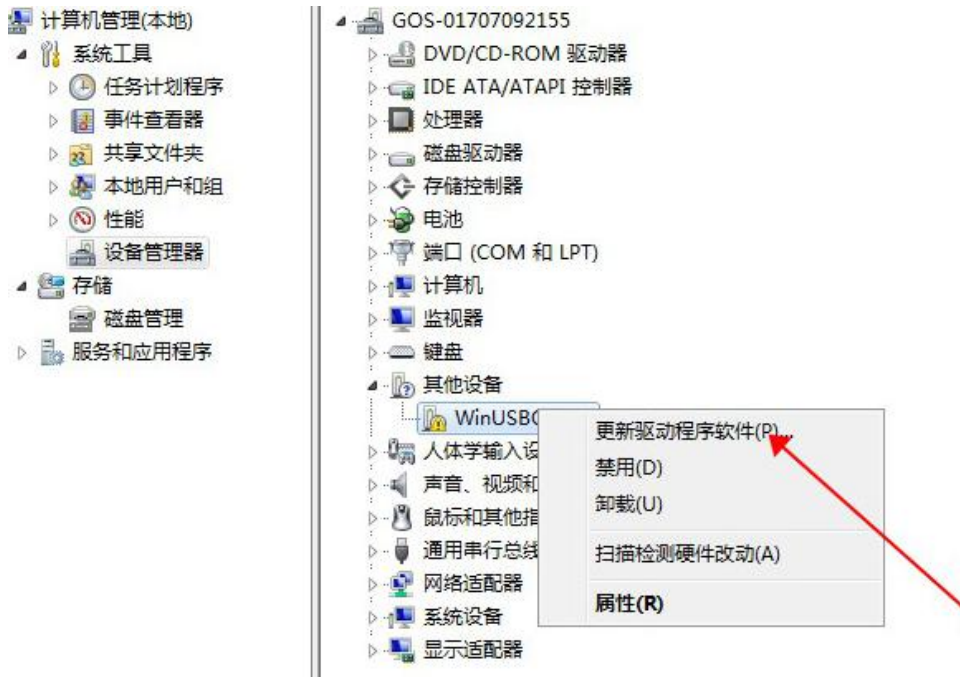 计算机管理(本地)
系统工具
任务计划程序
事件查看器
共享文件夹
本地用户和组
性能
设备管理器
存储
磁盘管理
服务和应用程序
GOS-01707092155
DVD/CD-ROM 驱动器
IDE ATA/ATAPI 控制器
处理器
磁盘驱动器
存储控制器
电池
端口 (COM 和 LPT)
计算机
监视器
键盘
其他设备
WinUSB
人体学输入设
声音、视频和
鼠标和其他指
通用串行总线
网络适配器
系统设备
显示适配器
更新驱动程序软件(P)...
禁用(D)
卸载(U)
扫描检测硬件改动(A)
属性(R)